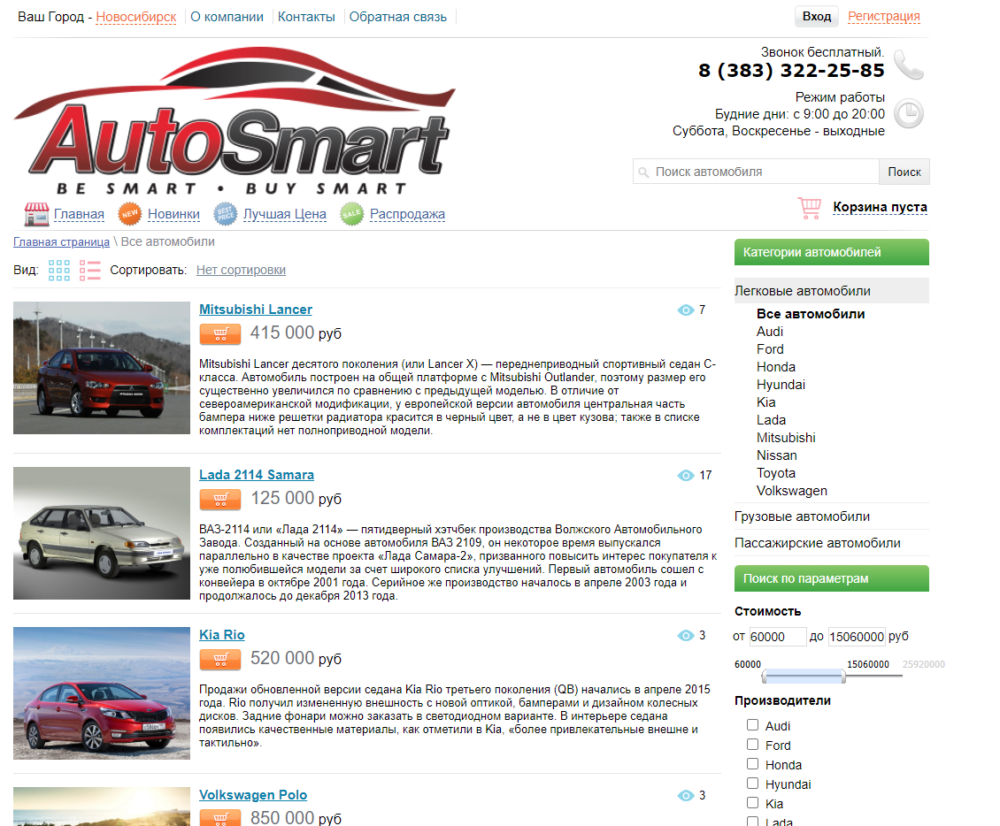 Ваш Город - Новосибирск О компании Контакты Обратная связь Вход Регистрация
Звонок бесплатный.
8 (383) 322-25-85
Режим работы
Будние дни: с 9:00 до 20:00
Суббота, Воскресенье - выходные
AutoSmart
BE SMART • BUY SMART
Поиск автомобиля Поиск
Главная NEW Новинки BEST PRICE Лучшая Цена SALE Распродажа
Корзина пуста
Главная страница \ Все автомобили
Вид: Сортировать: Нет сортировки
Mitsubishi Lancer 7
415 000 руб
Mitsubishi Lancer десятого поколения (или Lancer X) — переднеприводный спортивный седан C-
класса. Автомобиль построен на общей платформе с Mitsubishi Outlander, поэтому размер его
существенно увеличился по сравнению с предыдущей моделью. В отличие от
североамериканской модификации, у европейской версии автомобиля центральная часть
бампера ниже решетки радиатора красится в черный цвет, а не в цвет кузова; также в списке
комплектаций нет полноприводной модели.
Lada 2114 Samara 17
125 000 руб
ВАЗ-2114 или «Лада 2114» — пятидверный хэтчбек производства Волжского Автомобильного
Завода. Созданный на основе автомобиля ВАЗ 2109, он некоторое время выпускался
параллельно в качестве проекта «Лада Самара-2», призванного повысить интерес покупателя к
уже полюбившейся модели за счет широкого списка улучшений. Первый автомобиль сошел с
конвейера в октябре 2001 года. Серийное же производство началось в апреле 2003 года и
продолжалось до декабря 2013 года.
Kia Rio 3
520 000 руб
Продажи обновленной версии седана Kia Rio третьего поколения (QB) начались в апреле 2015
года. Rio получил измененную внешность с новой оптикой, бамперами и дизайном колесных
дисков. Задние фонари можно заказать в светодиодном варианте. В интерьере седана
появились качественные материалы, как отметили в Kia, «более привлекательные внешне и
тактильно».
Volkswagen Polo 3
850 000 руб
Категории автомобилей
Легковые автомобили
Все автомобили
Audi
Ford
Honda
Hyundai
Kia
Lada
Mitsubishi
Nissan
Toyota
Volkswagen
Грузовые автомобили
Пассажирские автомобили
Поиск по параметрам
Стоимость
от 60000 до 15060000 руб
60000 15060000 25920000
Производители
Audi
Ford
Honda
Hyundai
Kia
Lada